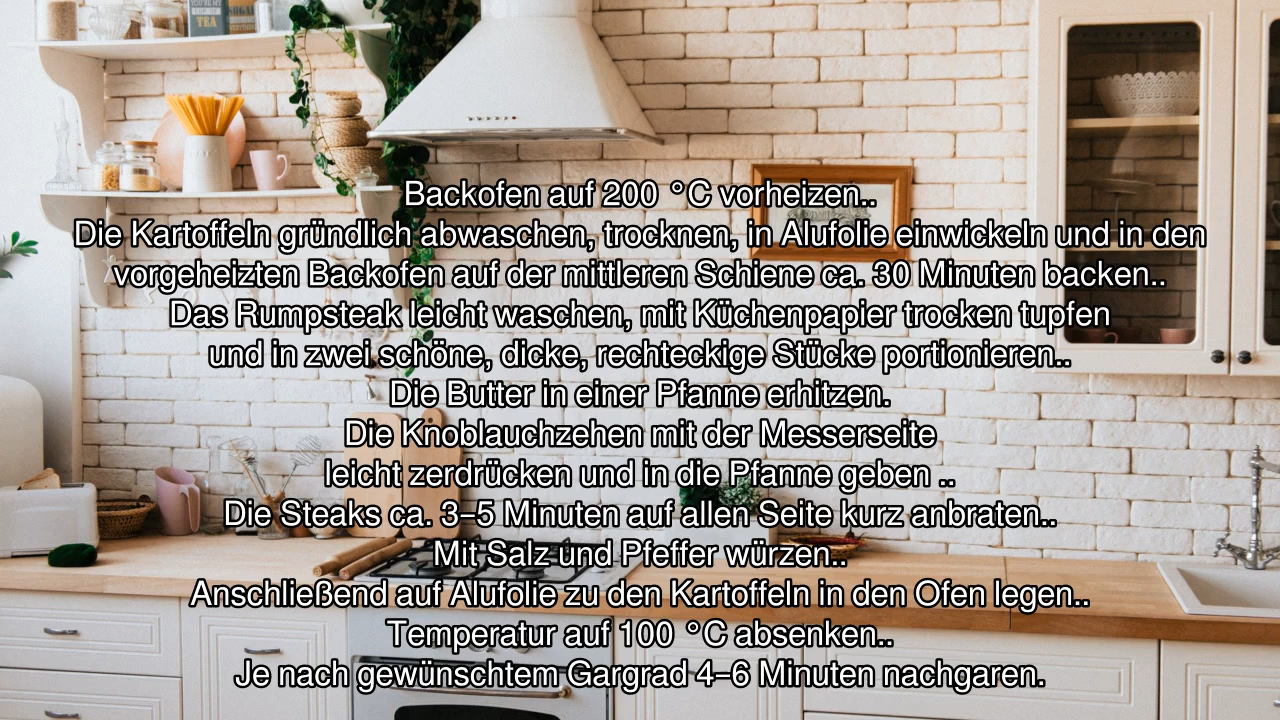 TEA
Backofen auf 200 °C vorheizen..
Die Kartoffeln gründlich abwaschen, trocknen, in Alufolie einwickeln und in den
vorgeheizten Backofen auf der mittleren Schiene ca. 30 Minuten backen..
Das Rumpsteak leicht waschen, mit Küchenpapier trocken tupfen
und in zwei schöne, dicke, rechteckige Stücke portionieren..
Die Butter in einer Pfanne erhitzen.
Die Knoblauchzehen mit der Messerseite
leicht zerdrücken und in die Pfanne geben ..
Die Steaks ca. 3–5 Minuten auf allen Seite kurz anbraten..
Mit Salz und Pfeffer würzen..
Anschließend auf Alufolie zu den Kartoffeln in den Ofen legen..
Temperatur auf 100 °C absenken..
Je nach gewünschtem Gargrad 4–6 Minuten nachgaren.